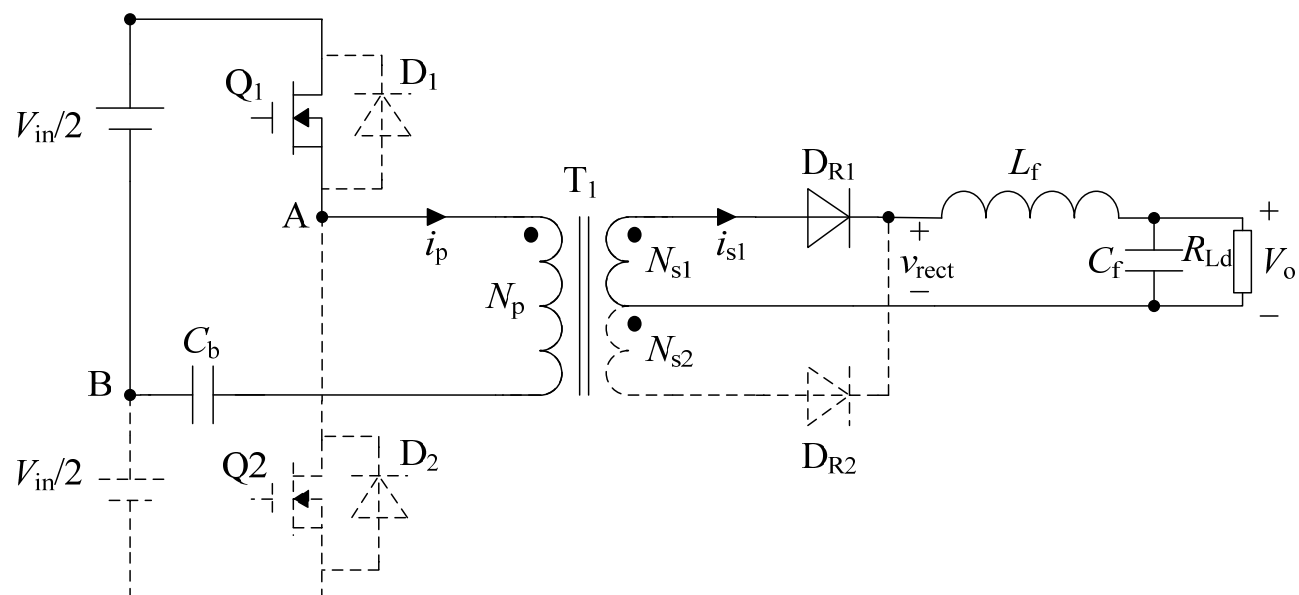 Q1
D1
Vin/2
A
T1
DR1
Lf
ip
Np
Ns1
is1
+
vrect
−
Cf
RLd
+
Vo
−
B
Cb
Ns2
DR2
Vin/2
Q2
D2